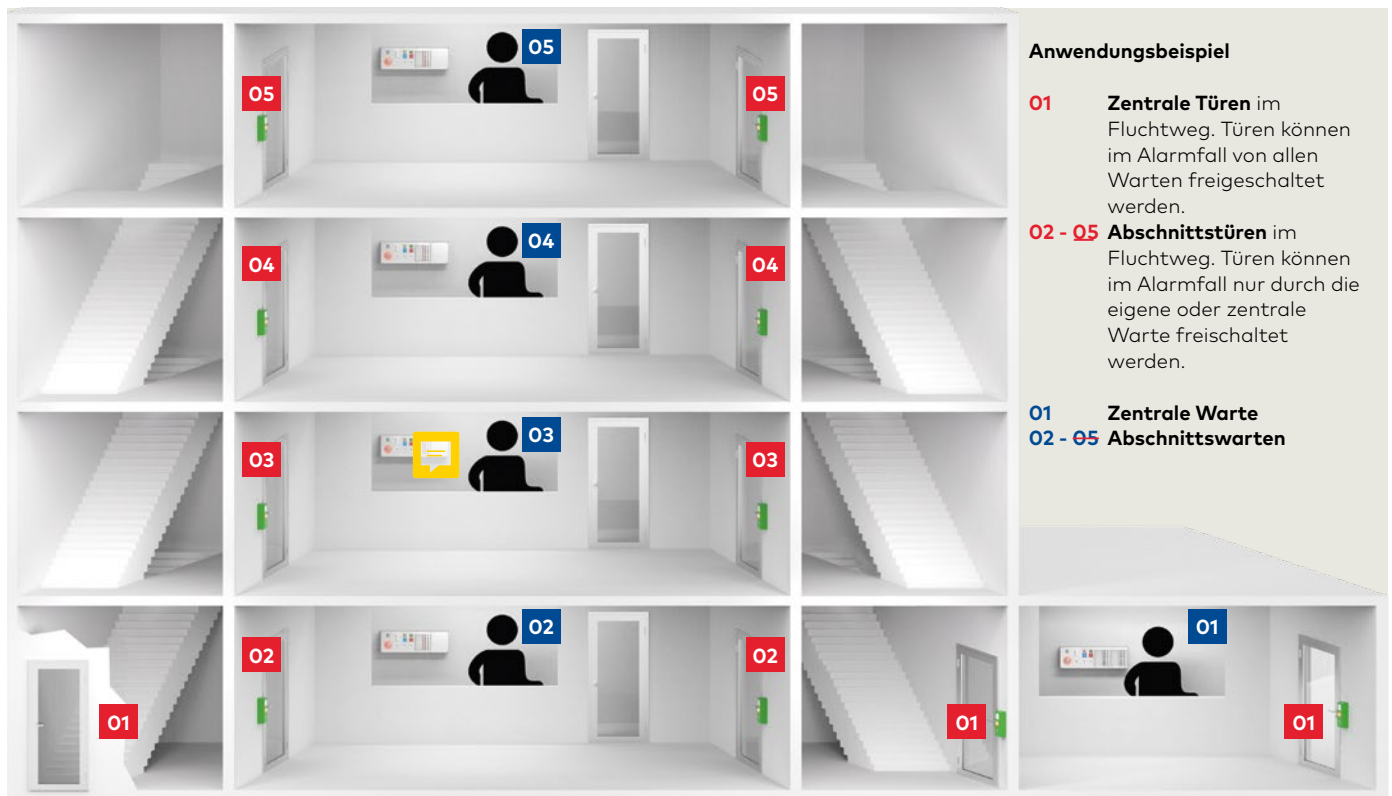 Anwendungsbeispiel
01 Zentrale Türen im
Fluchtweg. Türen können
im Alarmfall von allen
Warten freigeschaltet
werden.
02 - 05 Abschnittstüren im
Fluchtweg. Türen können
im Alarmfall nur durch die
eigene oder zentrale
Warte freischaltet
werden.
01 Zentrale Warte
02 - 05 Abschnittswarten
05
05
05
04
04
04
03
03
03
02
02
02
01
01
01
01